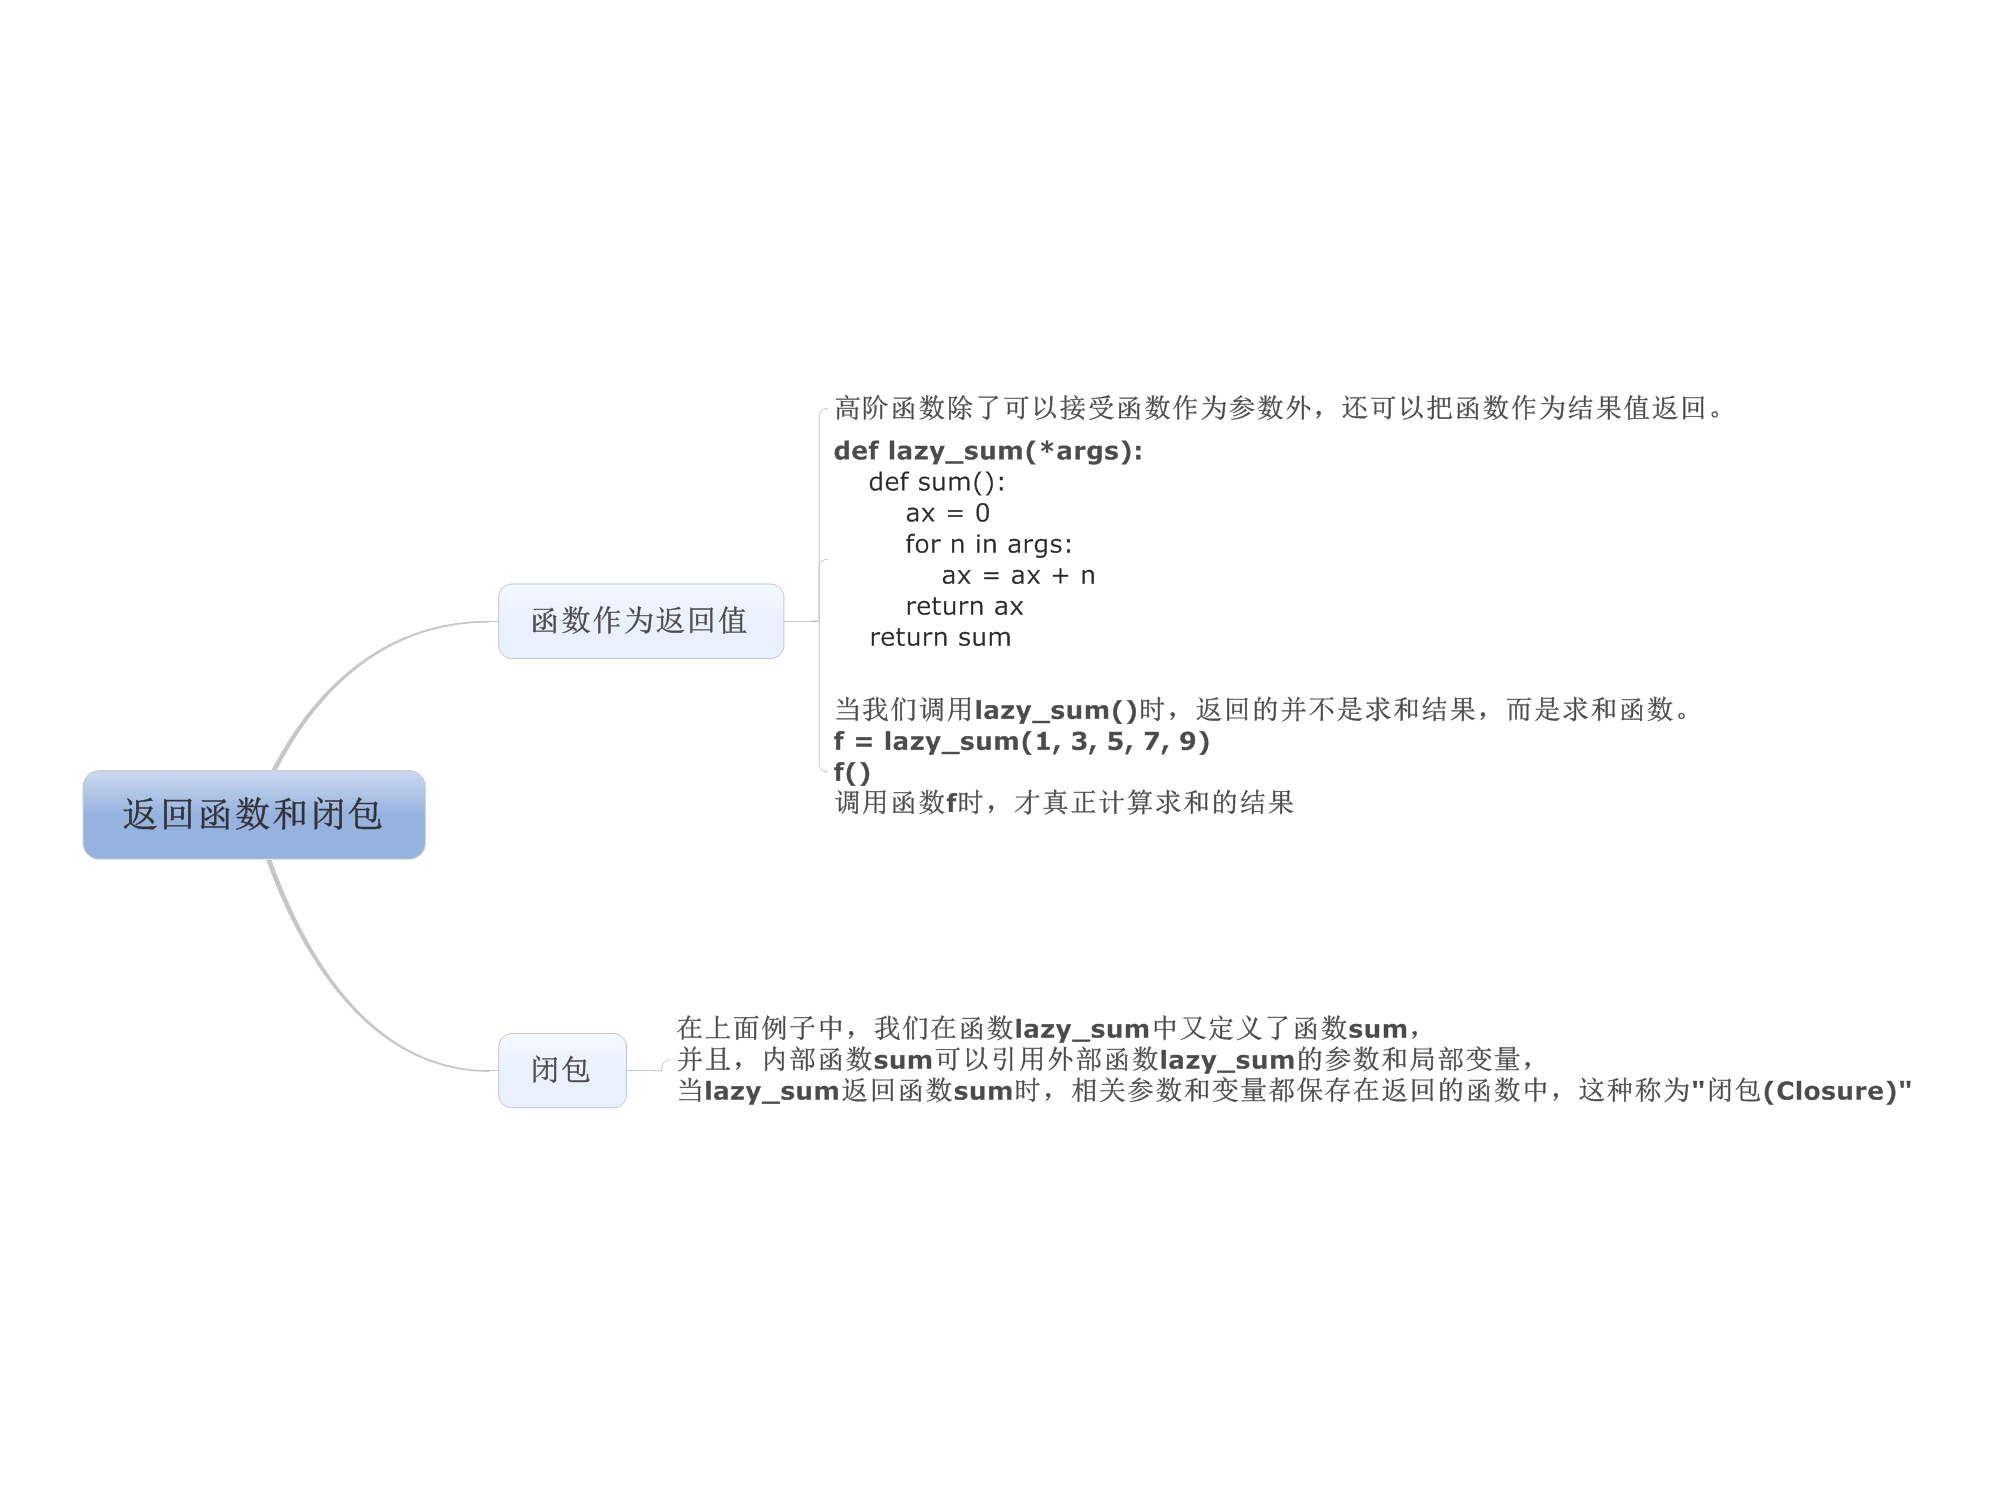 返回函数和闭包
函数作为返回值
高阶函数除了可以接受函数作为参数外，还可以把函数作为结果值返回。
def lazy_sum(*args):
    def sum():
        ax = 0
        for n in args:
            ax = ax + n
        return ax
    return sum
当我们调用lazy_sum()时，返回的并不是求和结果，而是求和函数。
f = lazy_sum(1, 3, 5, 7, 9)
f()
调用函数f时，才真正计算求和的结果
闭包
在上面例子中，我们在函数lazy_sum中又定义了函数sum，
并且，内部函数sum可以引用外部函数lazy_sum的参数和局部变量，
当lazy_sum返回函数sum时，相关参数和变量都保存在返回的函数中，这种称为"闭包(Closure)"